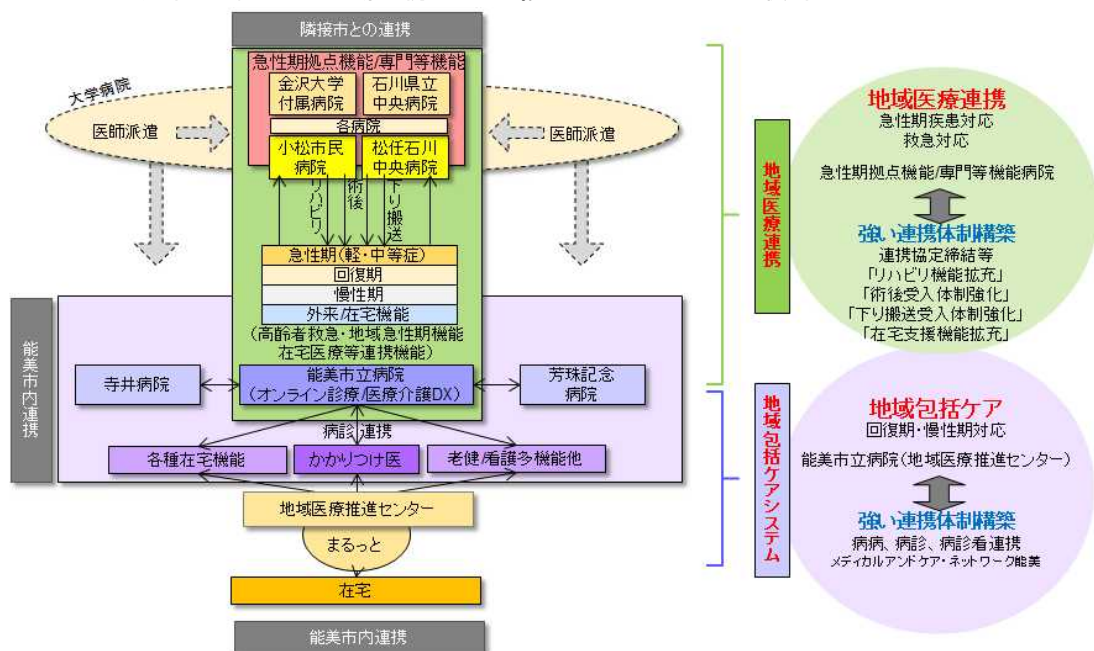 隣接市との連携
急性期拠点機能/専門等機能
金沢大学
付属病院
石川県立
中央病院
各病院
小松市民
病院
松任石川
中央病院
大学病院
医師派遣
医師派遣
リハビリ
術後
下り搬送
急性期(軽・中等症)
回復期
慢性期
外来/在宅機能
(高齢者救急・地域急性期機能
在宅医療等連携機能)
能美市内連携
寺井病院
能美市立病院
(オンライン診療/医療介護DX)
芳珠記念
病院
病診連携
各種在宅機能
かかりつけ医
老健/看護多機能他
地域医療推進センター
まるっと
在宅
能美市内連携
地域医療連携
地域包括ケアシステム
地域医療連携
急性期疾患対応
救急対応
急性期拠点機能/専門等機能病院
強い連携体制構築
連携協定締結等
「リハビリ機能拡充」
「術後受入体制強化」
「下り搬送受入体制強化」
「在宅支援機能拡充」
地域包括ケア
回復期・慢性期対応
能美市立病院(地域医療推進センター)
強い連携体制構築
病病、病診、病診看連携
メディカルアンドケア・ネットワーク能美